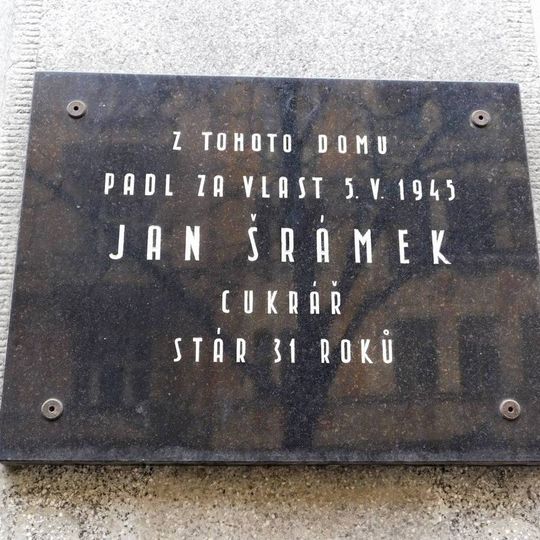 Z TOHOTO DOMU
PADL ZA VLAST 5. V. 1945
JAN ŠRÁMEK
CUKRÁŘ
STÁR 31 ROKŮ